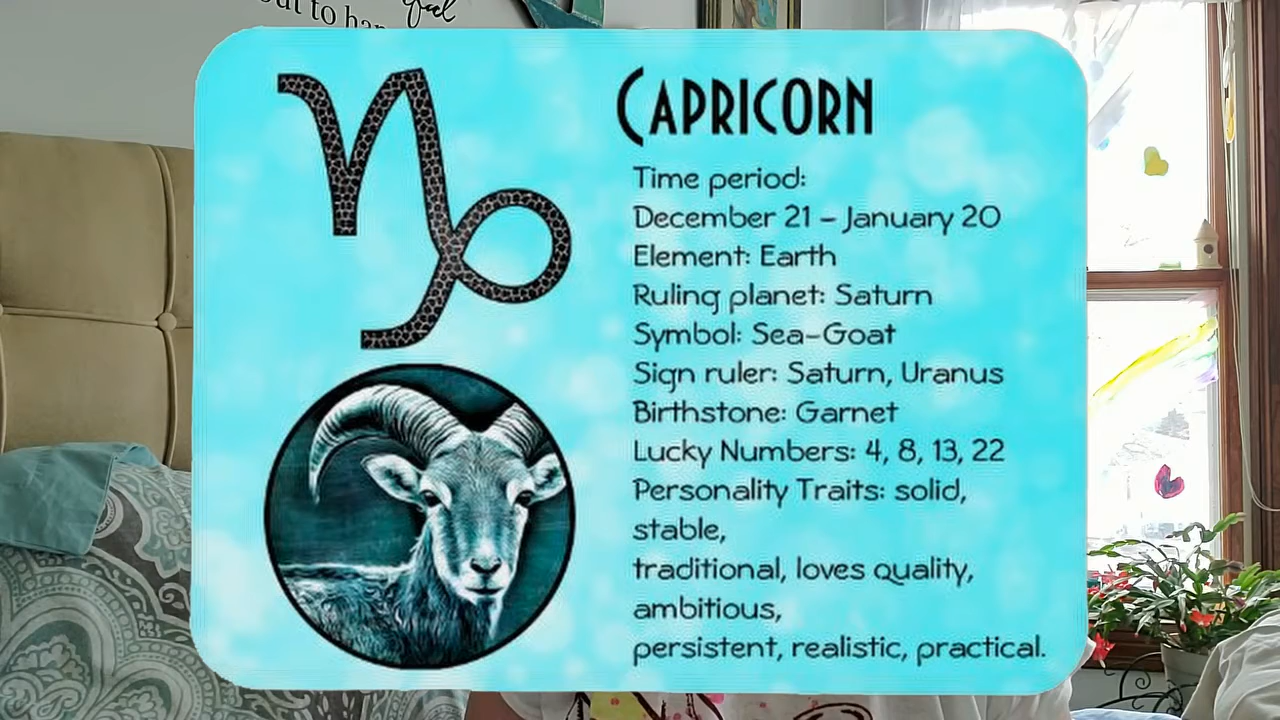 to
feel
CAPRICORN
Time period:
December 21 – January 20
Element: Earth
Ruling planet: Saturn
Symbol: Sea-Goat
Sign ruler: Saturn, Uranus
Birthstone: Garnet
Lucky Numbers: 4, 8, 13, 22
Personality Traits: solid,
stable,
traditional, loves quality,
ambitious,
persistent, realistic, practical.